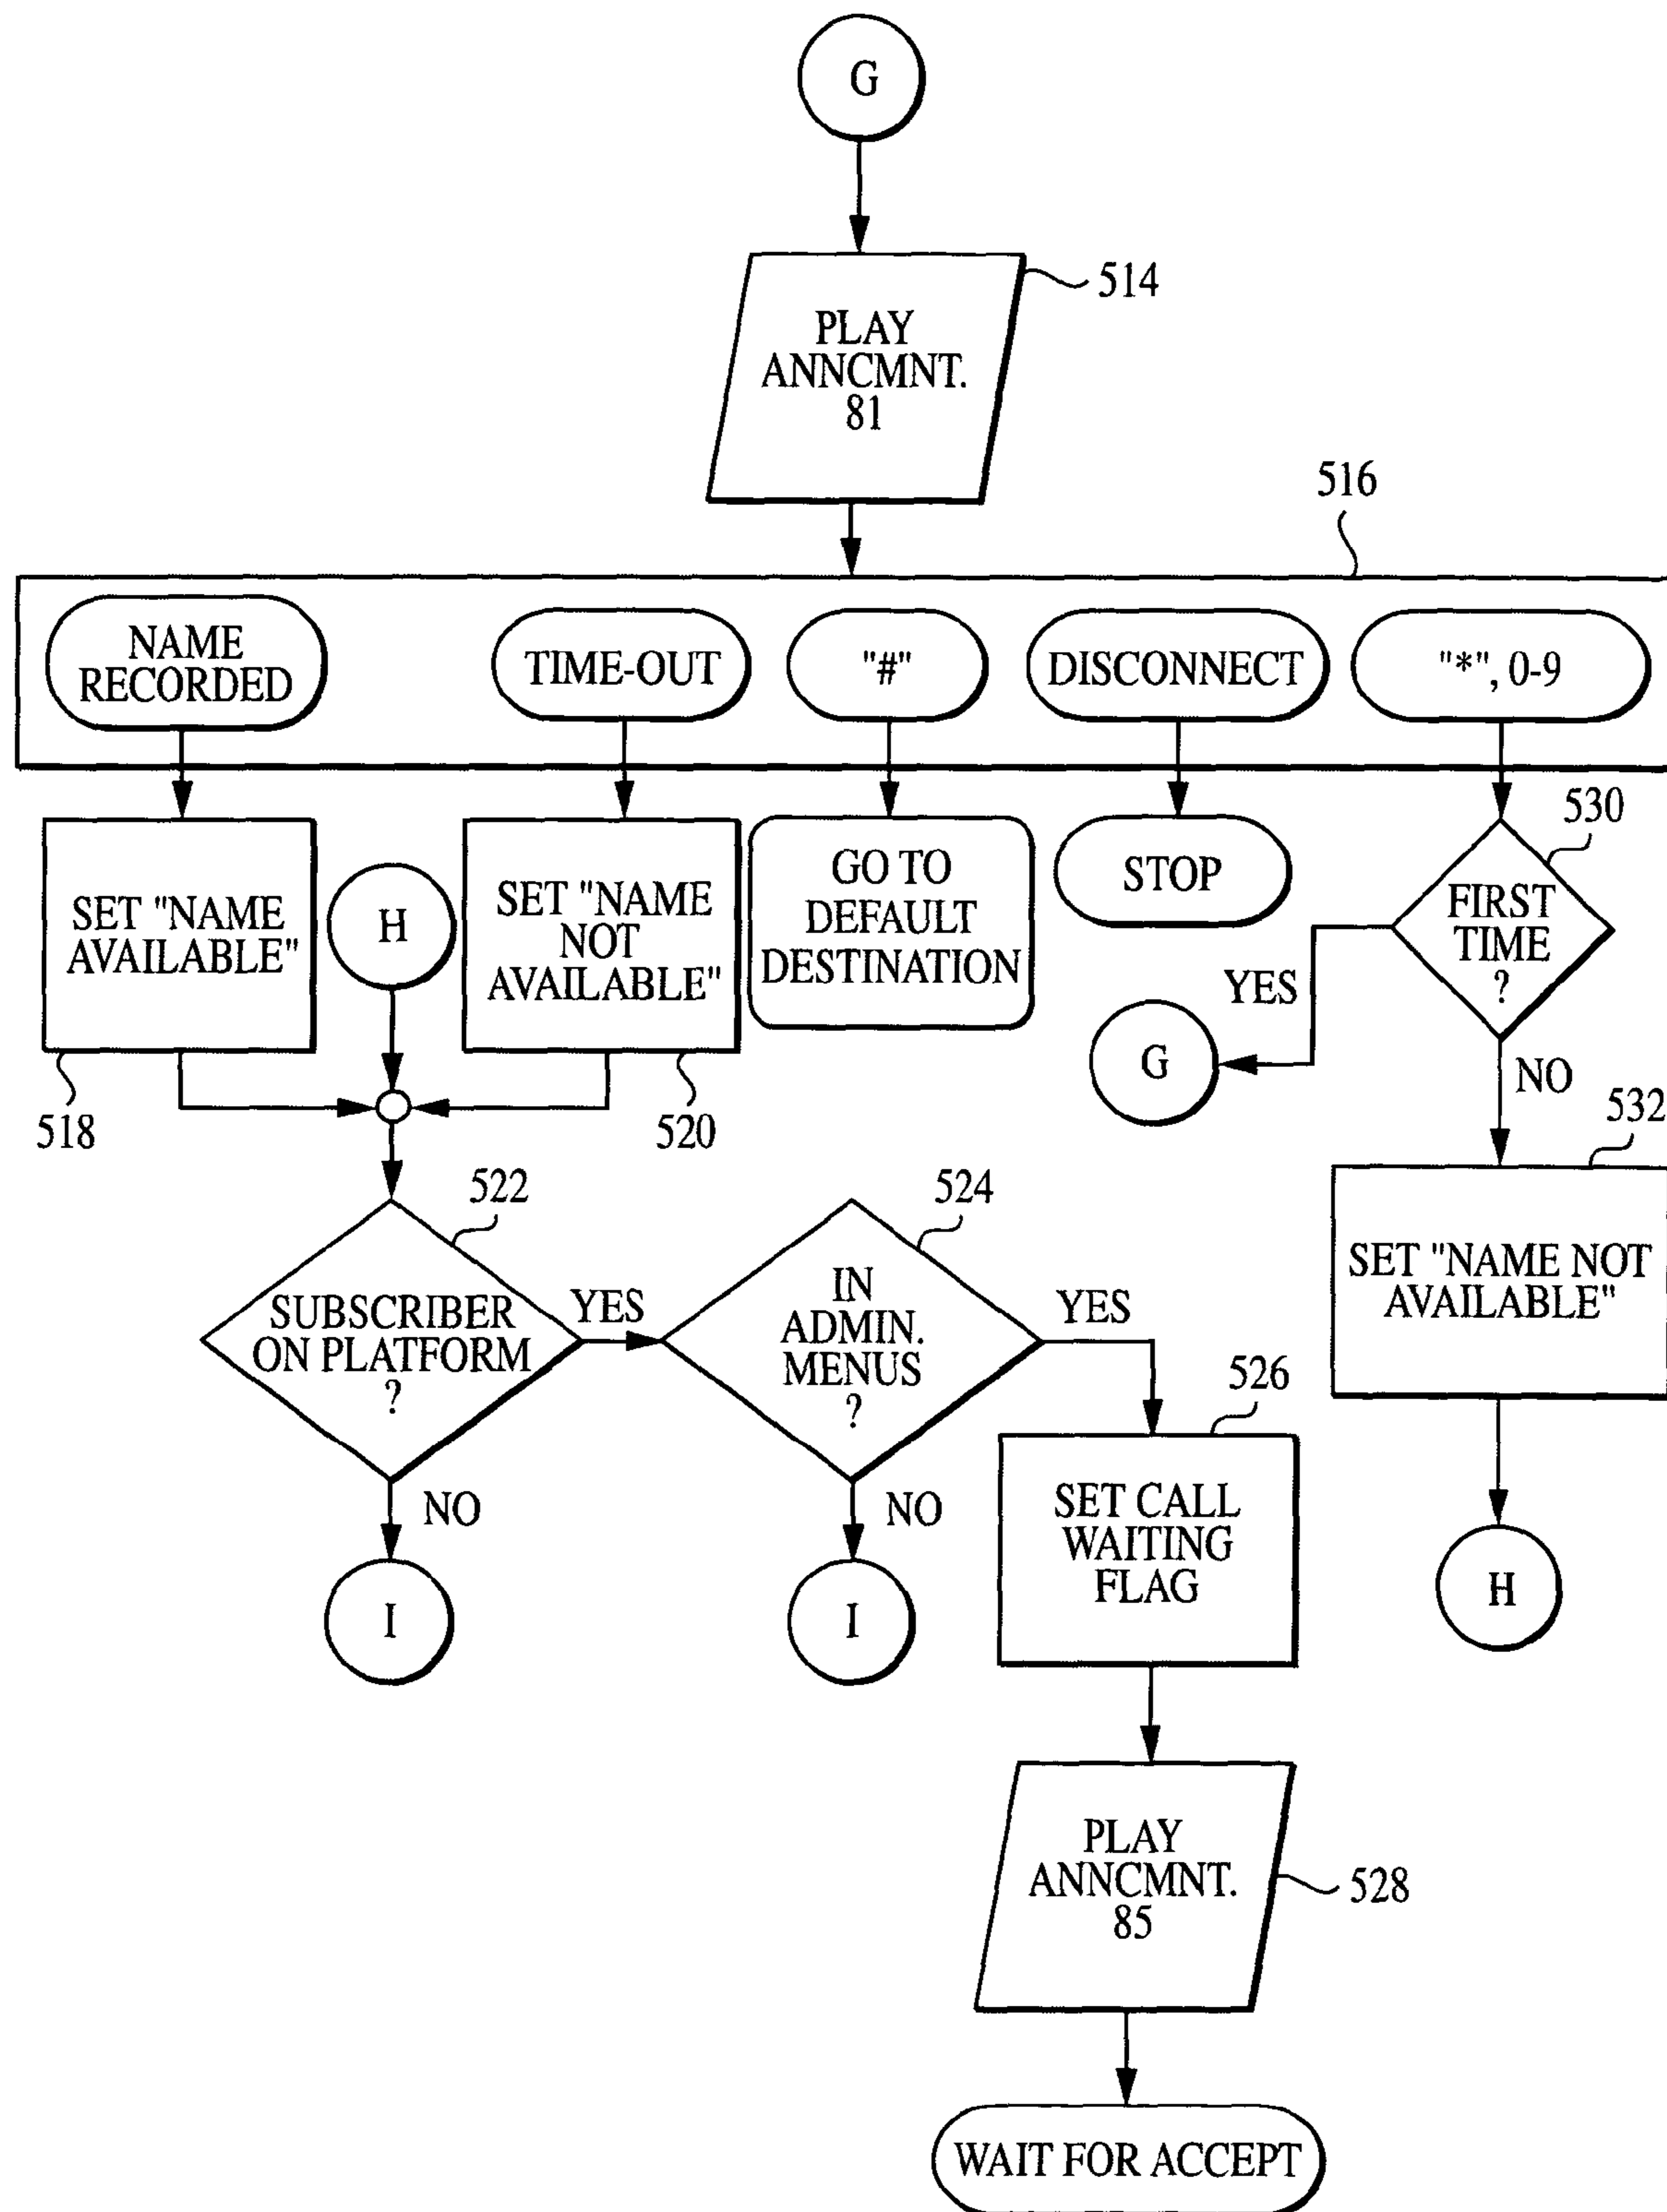 G
514
PLAY
ANNCMNT.
81
516
NAME
RECORDED
TIME-OUT
"#"
DISCONNECT
"*", 0-9
530
SET "NAME
AVAILABLE"
H
SET "NAME
NOT
AVAILABLE"
GO TO
DEFAULT
DESTINATION
STOP
FIRST
TIME
?
YES
G
NO
518
520
532
522
524
SUBSCRIBER
ON PLATFORM
?
YES
IN
ADMIN.
MENUS
?
YES
SET "NAME NOT
AVAILABLE"
526
NO
NO
SET CALL
WAITING
FLAG
I
I
H
PLAY
ANNCMNT.
85
528
WAIT FOR ACCEPT